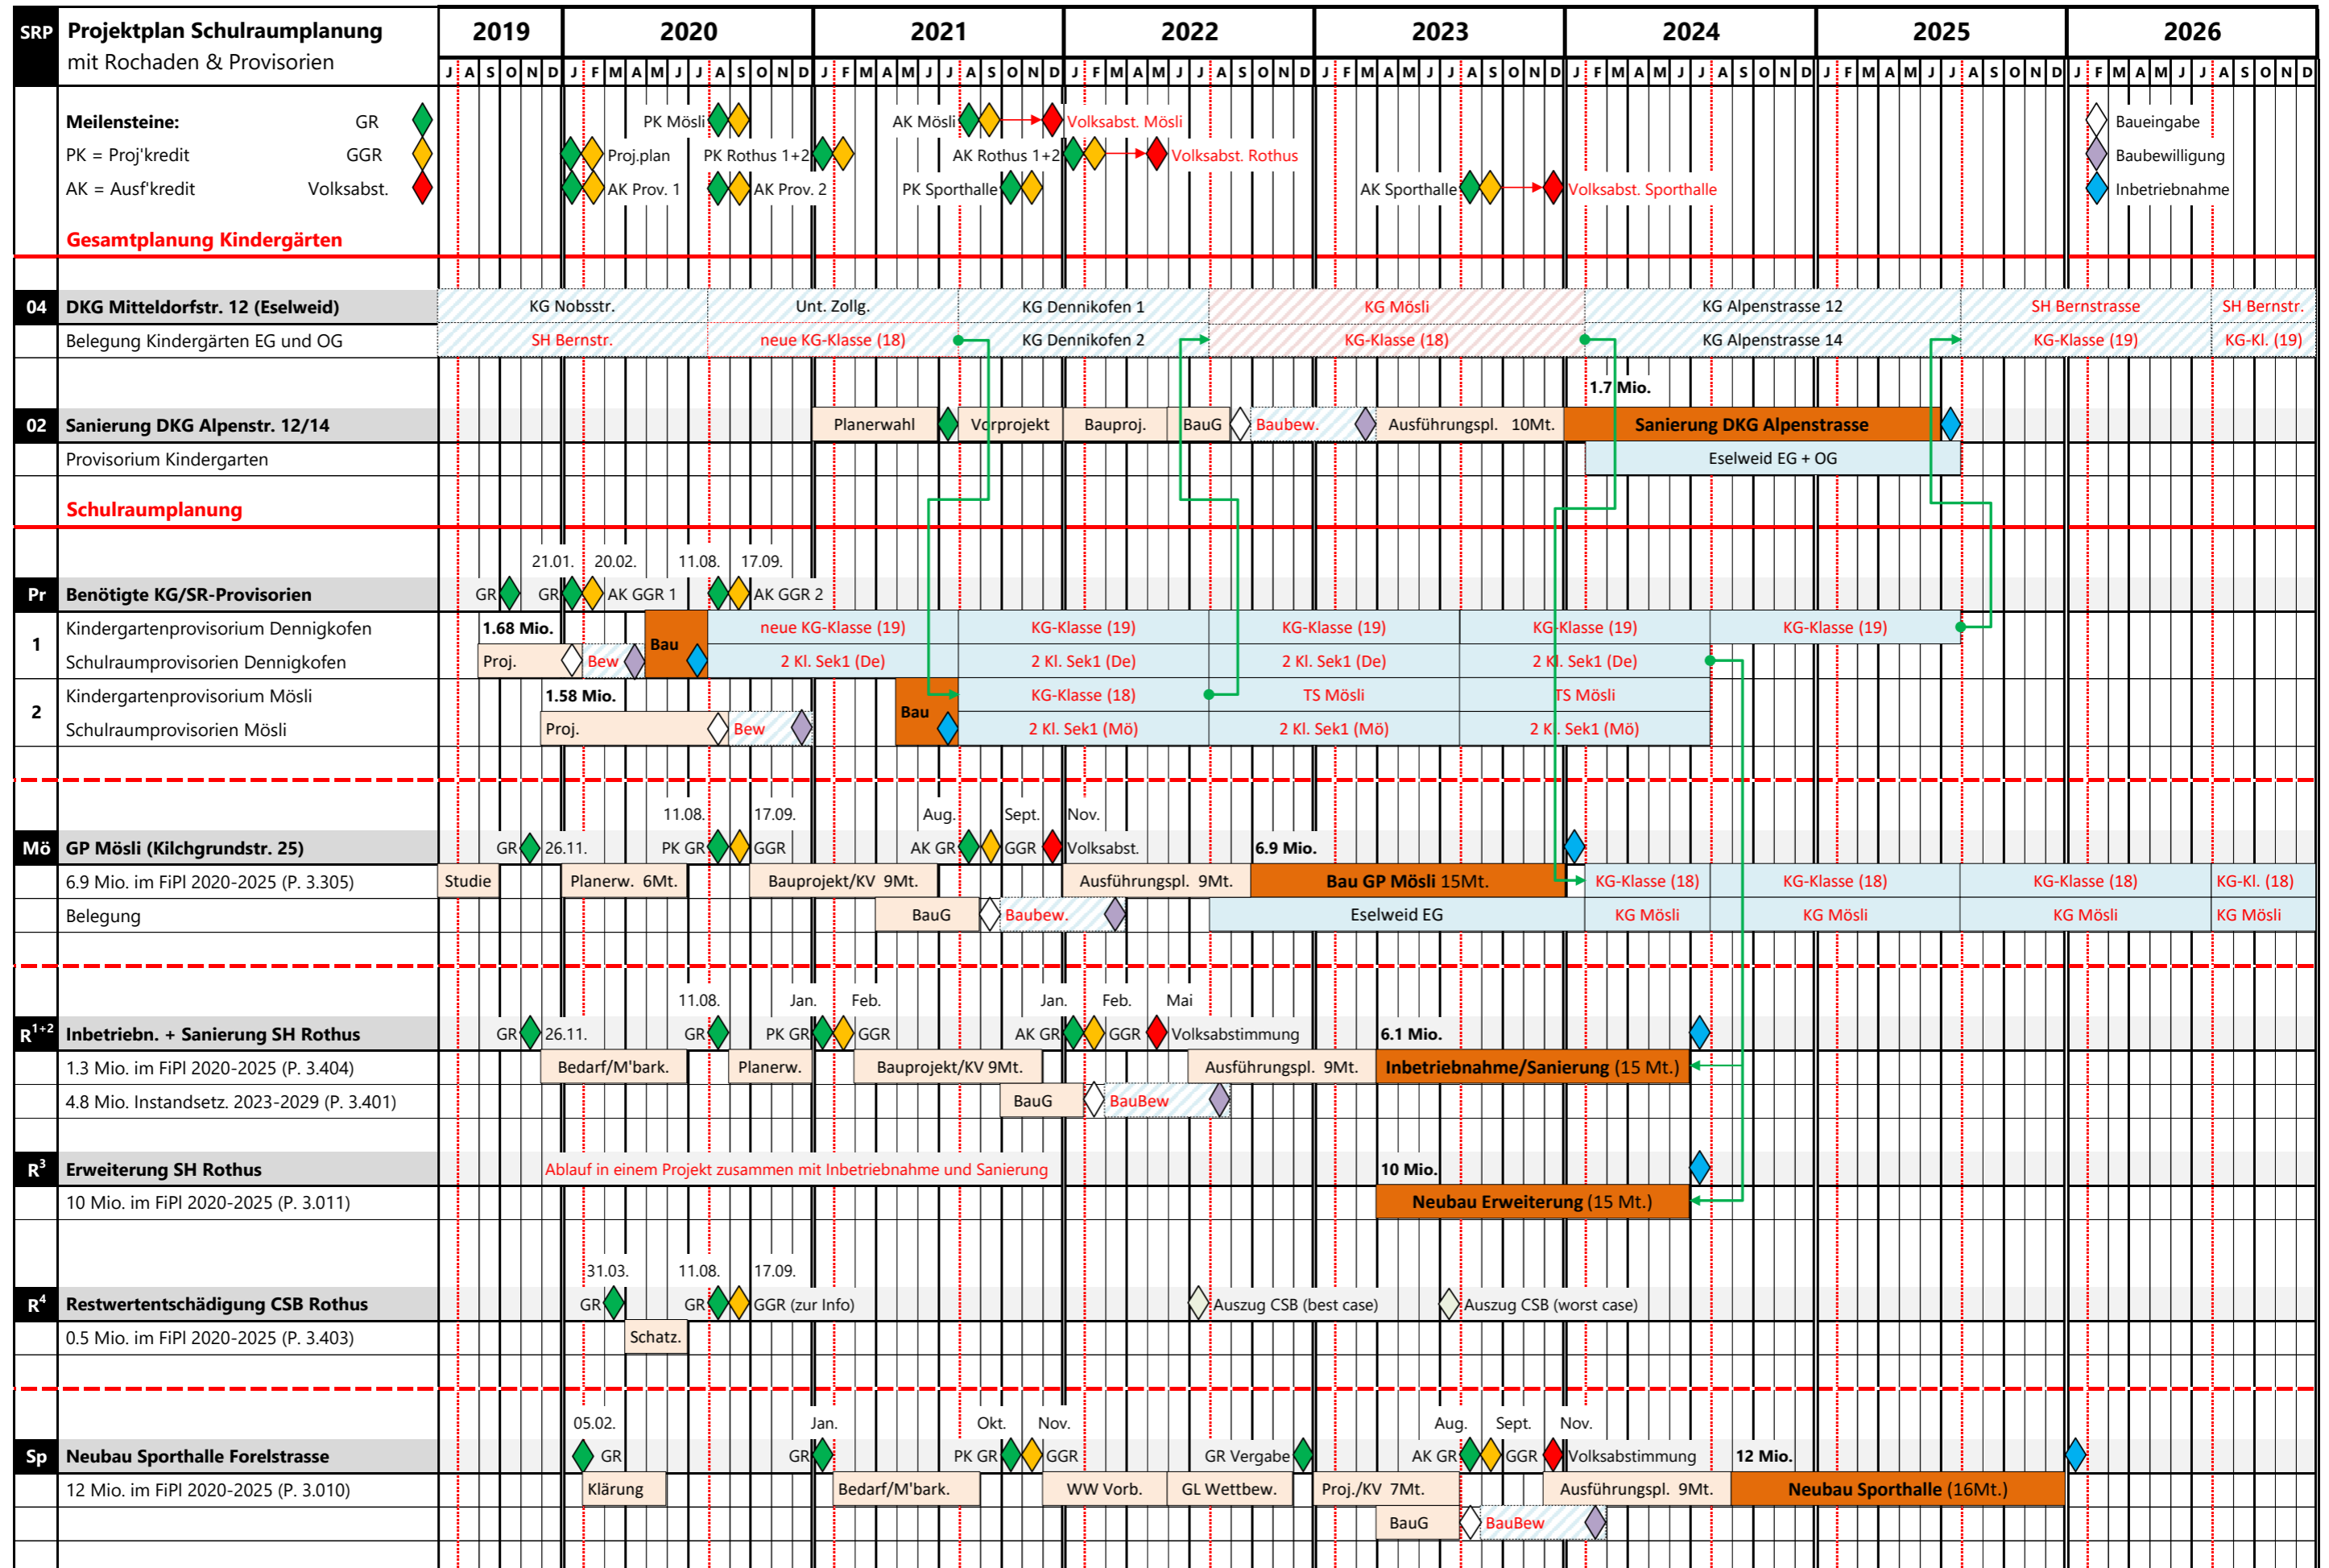 SRP Projektplan Schulraumplanung 2019 2020 2021 2022 2023 2024 2025 2026
mit Rochaden & Provisorien
J A S O N D J F M A M J J A S O N D J F M A M J J A S O N D J F M A M J J A S O N D J F M A M J J A S O N D J F M A M J J A S O N D J F M A M J J A S O N D J F M A M J J A S O N D
Meilensteine: GR PK Mösli AK Mösli Volksabst. Mösli Baueingabe
PK = Proj'kredit GGR Proj.plan PK Rothus 1+2 AK Rothus 1+2 Volksabst. Rothus Baubewilligung
AK = Ausf'kredit Volksabst. AK Prov. 1 AK Prov. 2 PK Sporthalle AK Sporthalle Volksabst. Sporthalle Inbetriebnahme
Gesamtplanung Kindergärten
04 DKG Mitteldorfstr. 12 (Eselweid) KG Nobsstr. Unt. Zollg. KG Dennikofen 1 KG Mösli KG Alpenstrasse 12 SH Bernstrasse SH Bernstr.
Belegung Kindergärten EG und OG SH Bernstr. neue KG-Klasse (18) KG Dennikofen 2 KG-Klasse (18) KG Alpenstrasse 14 KG-Klasse (19) KG-Kl. (19)
1.7 Mio.
02 Sanierung DKG Alpenstr. 12/14 Planerwahl Vorprojekt Bauproj. BauG Baubew. Ausführungspl. 10Mt. Sanierung DKG Alpenstrasse
Provisorium Kindergarten Eselweid EG + OG
Schulraumplanung
21.01. 20.02. 11.08. 17.09.
Pr Benötigte KG/SR-Provisorien GR GR AK GGR 1 AK GGR 2
1 Kindergartenprovisorium Dennigkofen 1.68 Mio. Bau neue KG-Klasse (19) KG-Klasse (19) KG-Klasse (19) KG-Klasse (19) KG-Klasse (19)
Schulraumprovisorien Dennigkofen Proj. Bew 2 Kl. Sek1 (De) 2 Kl. Sek1 (De) 2 Kl. Sek1 (De) 2 Kl. Sek1 (De)
2 Kindergartenprovisorium Mösli 1.58 Mio. Bau KG-Klasse (18) TS Mösli TS Mösli
Schulraumprovisorien Mösli Proj. Bew 2 Kl. Sek1 (Mö) 2 Kl. Sek1 (Mö) 2 Kl. Sek1 (Mö)
11.08. 17.09. Aug. Sept. Nov.
Mö GP Mösli (Kilchgrundstr. 25) GR 26.11. PK GR GGR AK GR GGR Volksabst. 6.9 Mio.
6.9 Mio. im FiPl 2020-2025 (P. 3.305) Studie Planerw. 6Mt. Bauprojekt/KV 9Mt. Ausführungspl. 9Mt. Bau GP Mösli 15Mt. KG-Klasse (18) KG-Klasse (18) KG-Klasse (18) KG-Kl. (18)
Belegung BauG Baubew. Eselweid EG KG Mösli KG Mösli KG Mösli KG Mösli
11.08. Jan. Feb. Jan. Feb. Mai
R1+2 Inbetriebn. + Sanierung SH Rothus GR 26.11. GR PK GR GGR AK GR GGR Volksabstimmung 6.1 Mio.
1.3 Mio. im FiPl 2020-2025 (P. 3.404) Bedarf/M'bark. Planerw. Bauprojekt/KV 9Mt. Ausführungspl. 9Mt. Inbetriebnahme/Sanierung (15 Mt.)
4.8 Mio. Instandsetz. 2023-2029 (P. 3.401) BauG BauBew
R3 Erweiterung SH Rothus Ablauf in einem Projekt zusammen mit Inbetriebnahme und Sanierung 10 Mio.
10 Mio. im FiPl 2020-2025 (P. 3.011) Neubau Erweiterung (15 Mt.)
31.03. 11.08. 17.09.
R4 Restwertentschädigung CSB Rothus GR GR GGR (zur Info) Auszug CSB (best case) Auszug CSB (worst case)
0.5 Mio. im FiPl 2020-2025 (P. 3.403) Schatz.
05.02. Jan. Okt. Nov. Aug. Sept. Nov.
Sp Neubau Sporthalle Forelstrasse GR GR PK GR GGR GR Vergabe AK GR GGR Volksabstimmung 12 Mio.
12 Mio. im FiPl 2020-2025 (P. 3.010) Klärung Bedarf/M'bark. WW Vorb. GL Wettbew. Proj./KV 7Mt. Ausführungspl. 9Mt. Neubau Sporthalle (16Mt.)
BauG BauBew